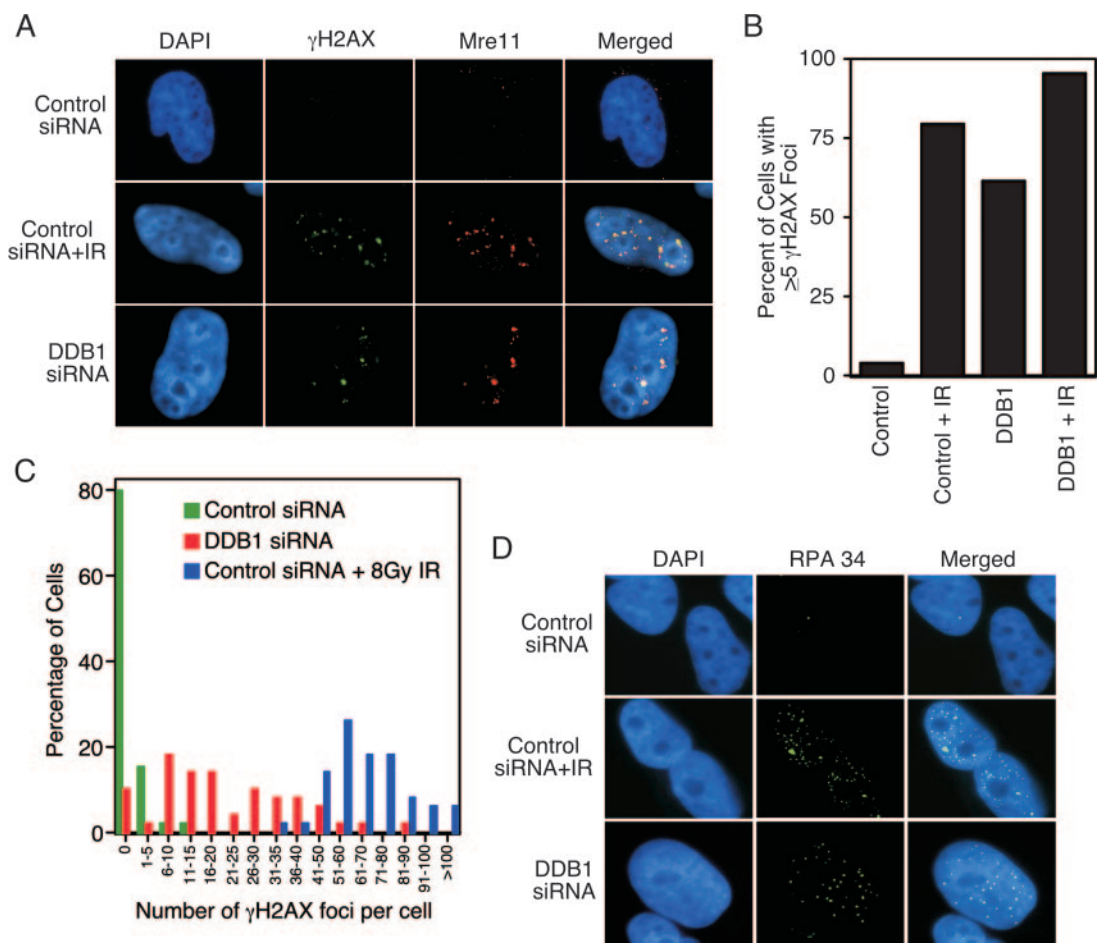 A
DAPI γH2AX Mre11 Merged
Control
siRNA
Control
siRNA+IR
DDB1
siRNA
B
Percent of Cells with
≥5 γH2AX Foci
100
75
50
25
0
Control
Control + IR
DDB1
DDB1 + IR
C
Percentage of Cells
80
60
40
20
0
Control siRNA
DDB1 siRNA
Control siRNA + 8Gy IR
0
1-5
6-10
11-15
16-20
21-25
26-30
31-35
36-40
41-50
51-60
61-70
71-80
81-90
91-100
>100
Number of γH2AX foci per cell
D
DAPI RPA 34 Merged
Control
siRNA
Control
siRNA+IR
DDB1
siRNA